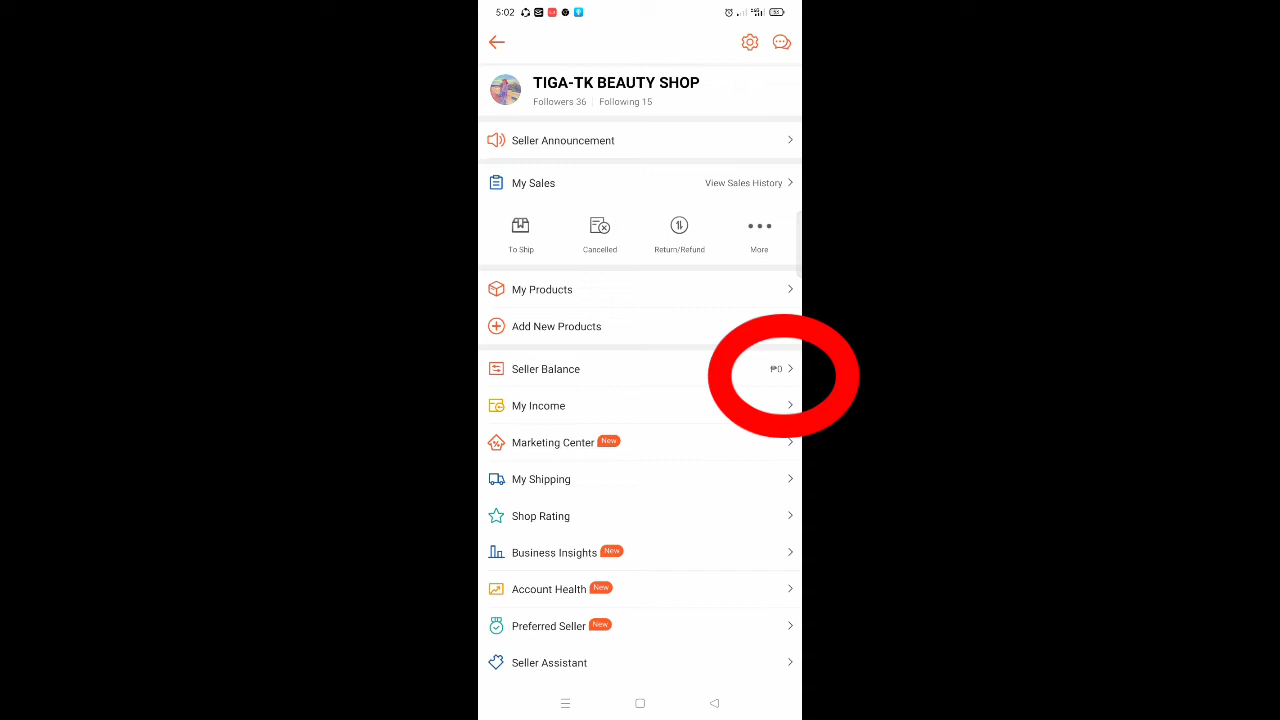 5:02
53
TIGA-TK BEAUTY SHOP
Followers 36 | Following 15
Seller Announcement
My Sales
View Sales History
To Ship
Cancelled
Return/Refund
More
My Products
Add New Products
Seller Balance
₱0
My Income
Marketing Center New
My Shipping
Shop Rating
Business Insights New
Account Health New
Preferred Seller New
Seller Assistant